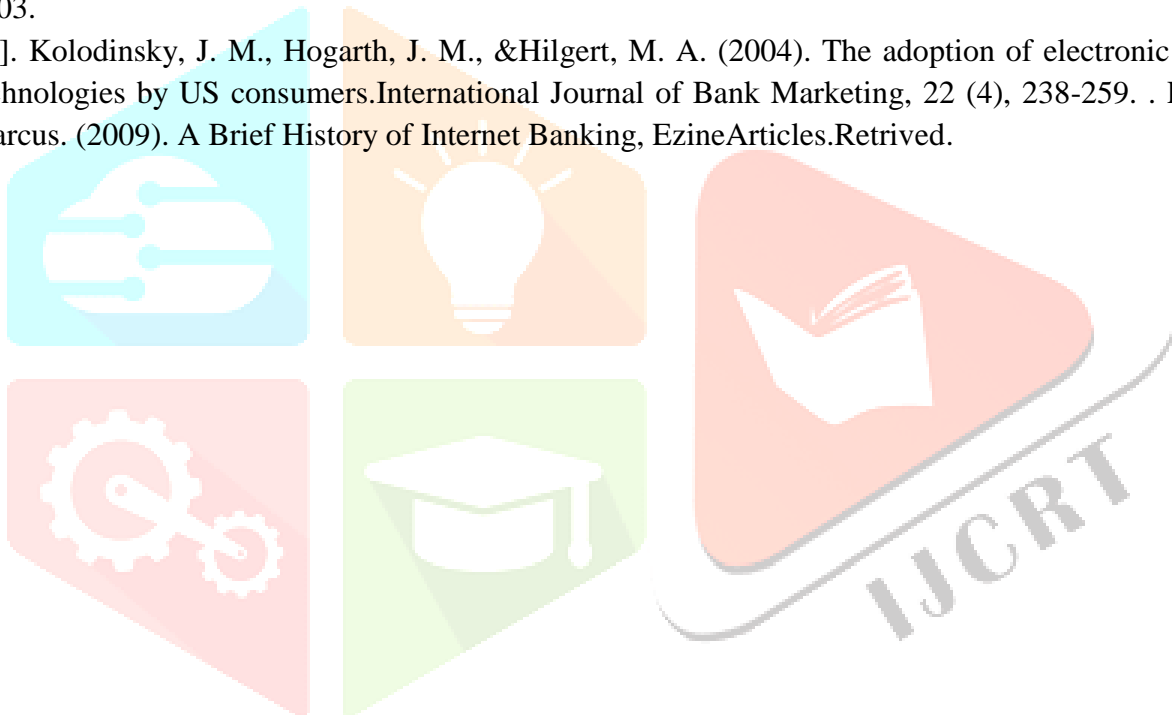 03.
]. Kolodinsky, J. M., Hogarth, J. M., &Hilgert, M. A. (2004). The adoption of electronic
chnologies by US consumers.International Journal of Bank Marketing, 22 (4), 238-259. .
arcus. (2009). A Brief History of Internet Banking, EzineArticles.Retrived.
IJCRT